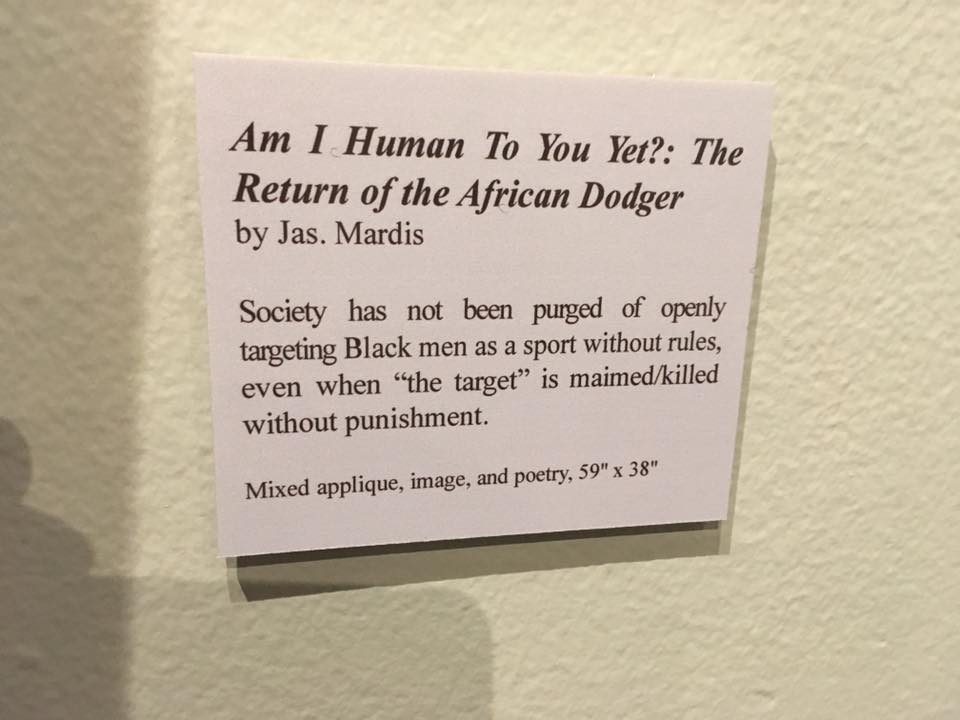 Am I Human To You Yet?: The
Return of the African Dodger
by Jas. Mardis
Society has not been purged of openly
targeting Black men as a sport without rules,
even when “the target” is maimed/killed
without punishment.
Mixed applique, image, and poetry, 59" x 38"